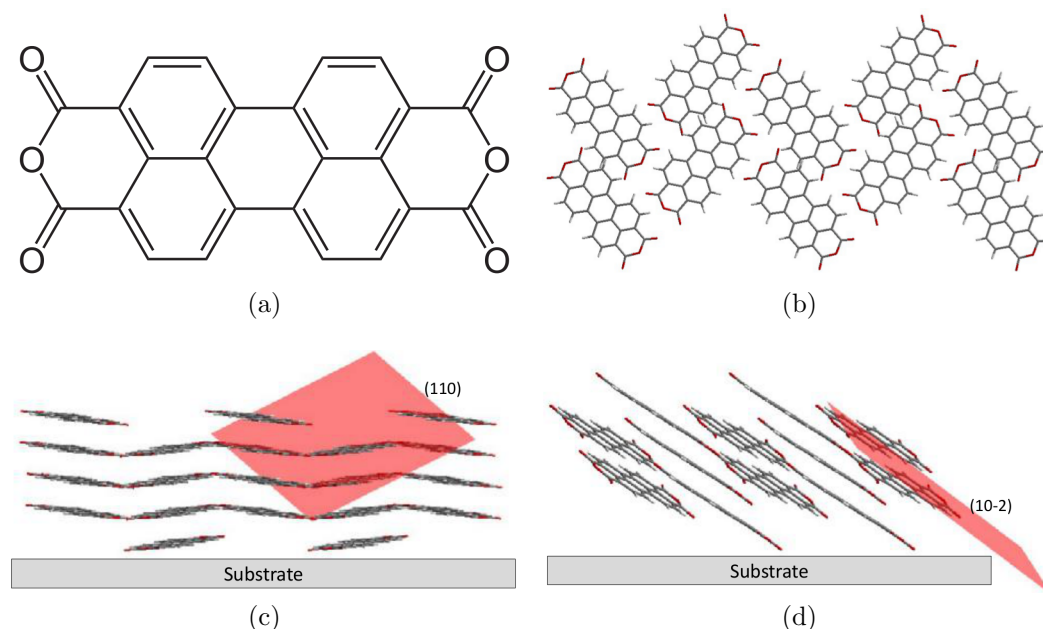 O O
O O
O O
(a) (b)
(110)
(10-2)
Substrate Substrate
(c) (d)